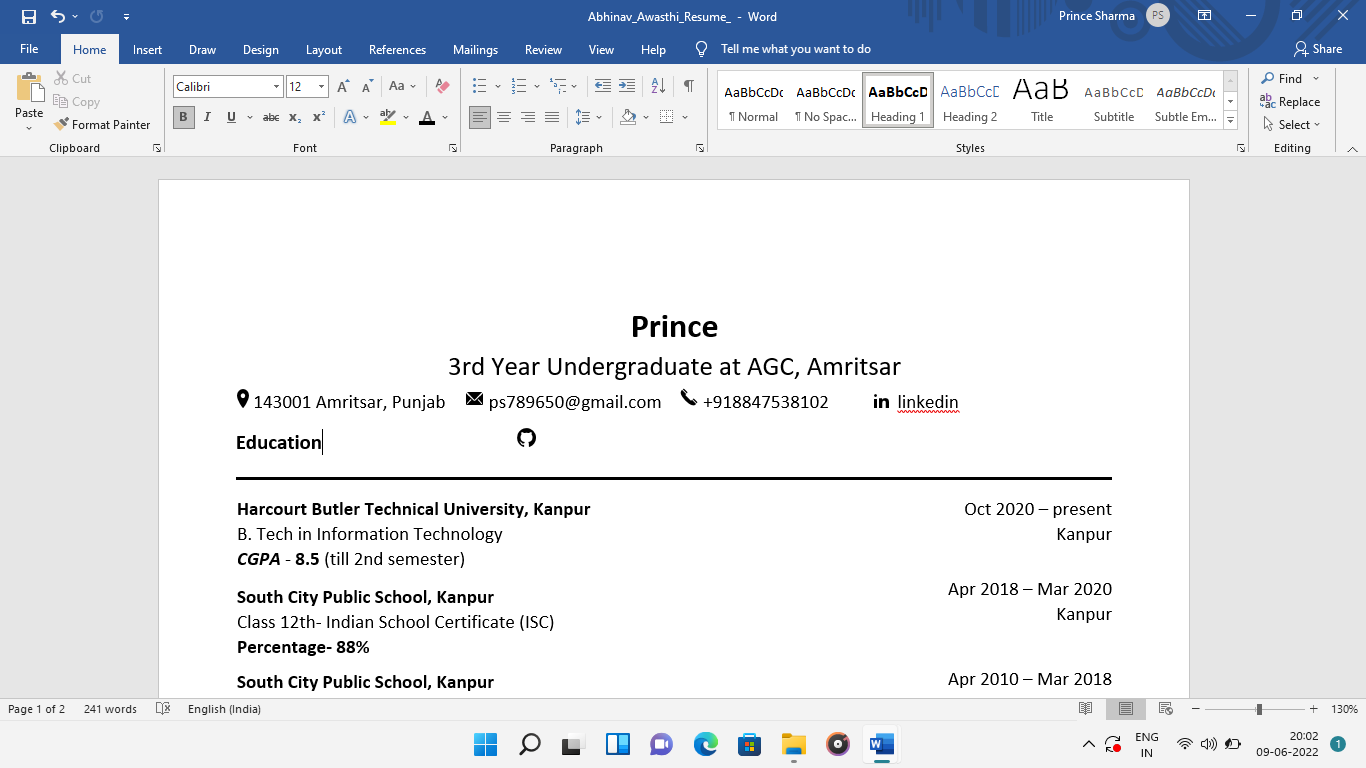 Abhinav_Awasthi_Resume_ - Word
Prince Sharma PS
File Home Insert Draw Design Layout References Mailings Review View Help Tell me what you want to do Share
Paste
Cut
Copy
Format Painter
Clipboard
Calibri 12
Aa
B I U abc x₂ x² A ab A
Font
Paragraph
AaBbCcDc AaBbCcDc AaBbCcD AaBbCcD AaB AaBbCcD AaBbCcDc
¶ Normal ¶ No Spac... Heading 1 Heading 2 Title Subtitle Subtle Em...
Styles
Find
Replace
Select
Editing
Prince
3rd Year Undergraduate at AGC, Amritsar
143001 Amritsar, Punjab ps789650@gmail.com +918847538102 in linkedin
Education
Harcourt Butler Technical University, Kanpur Oct 2020 – present
B. Tech in Information Technology Kanpur
CGPA - 8.5 (till 2nd semester)
South City Public School, Kanpur Apr 2018 – Mar 2020
Class 12th- Indian School Certificate (ISC) Kanpur
Percentage- 88%
South City Public School, Kanpur Apr 2010 – Mar 2018
Page 1 of 2 241 words English (India) 130%
ENG IN
20:02
09-06-2022
1